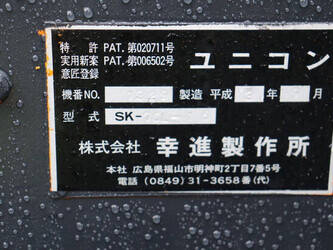 特許 PAT. 第020711号
実用新案 PAT. 第006502号
意匠登録
ユニコン
機番NO. 製造 平成 年 月
型式 SK-
株式会社 幸進製作所
本社 広島県福山市明神町2丁目7番5号
電話 (0849)31-3658番(代)